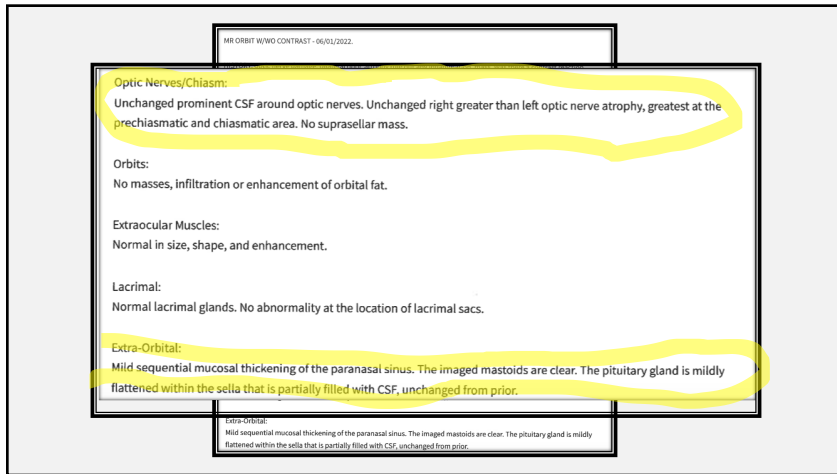 MR ORBIT W/WO CONTRAST - 06/01/2022.
Optic Nerves/Chiasm:
Unchanged prominent CSF around optic nerves. Unchanged right greater than left optic nerve atrophy, greatest at the
prechiasmatic and chiasmatic area. No suprasellar mass.
Orbits:
No masses, infiltration or enhancement of orbital fat.
Extraocular Muscles:
Normal in size, shape, and enhancement.
Lacrimal:
Normal lacrimal glands. No abnormality at the location of lacrimal sacs.
Extra-Orbital:
Mild sequential mucosal thickening of the paranasal sinus. The imaged mastoids are clear. The pituitary gland is mildly
flattened within the sella that is partially filled with CSF, unchanged from prior.
Extra-Orbital:
Mild sequential mucosal thickening of the paranasal sinus. The imaged mastoids are clear. The pituitary gland is mildly
flattened within the sella that is partially filled with CSF, unchanged from prior.